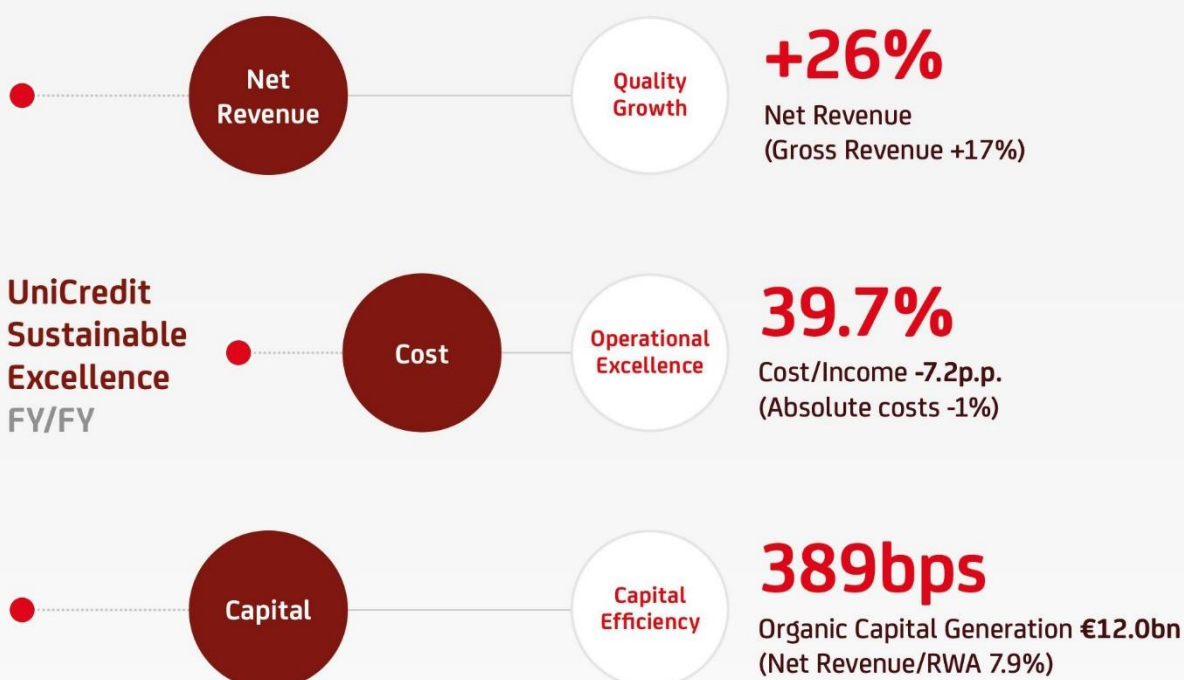 Net
Revenue
Quality
Growth
+26%
Net Revenue
(Gross Revenue +17%)
UniCredit
Sustainable
Excellence
FY/FY
Cost
Operational
Excellence
39.7%
Cost/Income -7.2p.p.
(Absolute costs -1%)
Capital
Capital
Efficiency
389bps
Organic Capital Generation €12.0bn
(Net Revenue/RWA 7.9%)